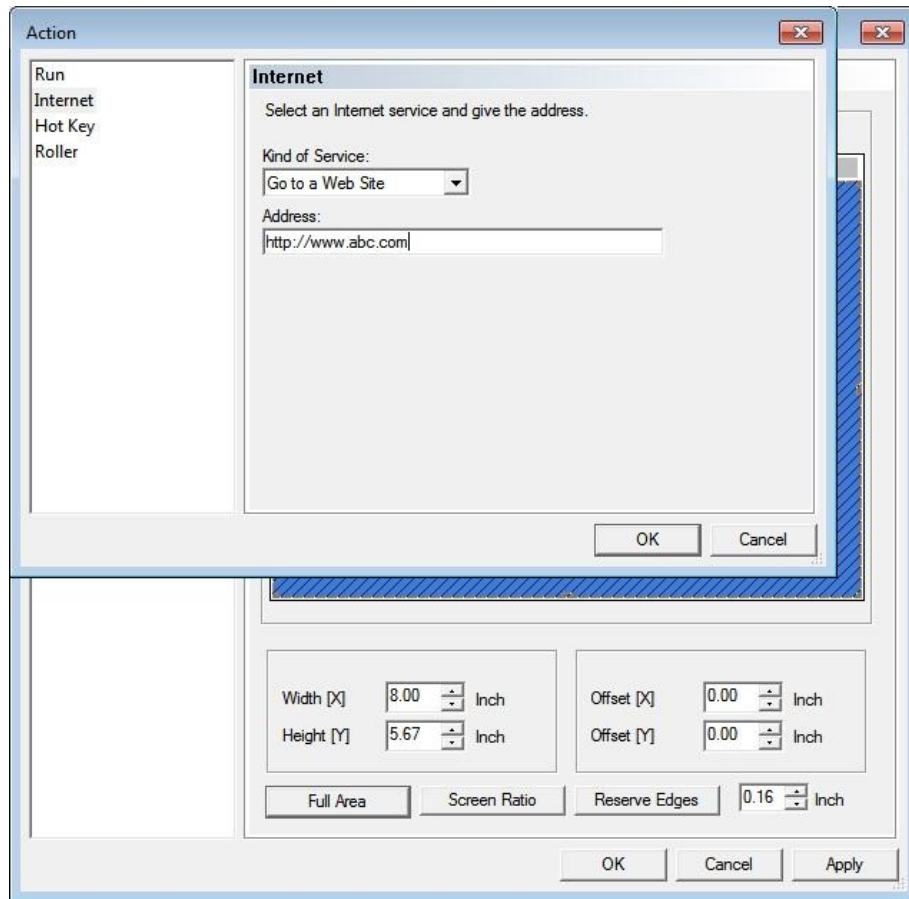 Action
Run
Internet
Hot Key
Roller
Internet
Select an Internet service and give the address.
Kind of Service:
Go to a Web Site
Address:
http://www.abc.com
OK
Cancel
Width [X]
8.00
Inch
Offset [X]
0.00
Inch
Height [Y]
5.67
Inch
Offset [Y]
0.00
Inch
Full Area
Screen Ratio
Reserve Edges
0.16
Inch
OK
Cancel
Apply